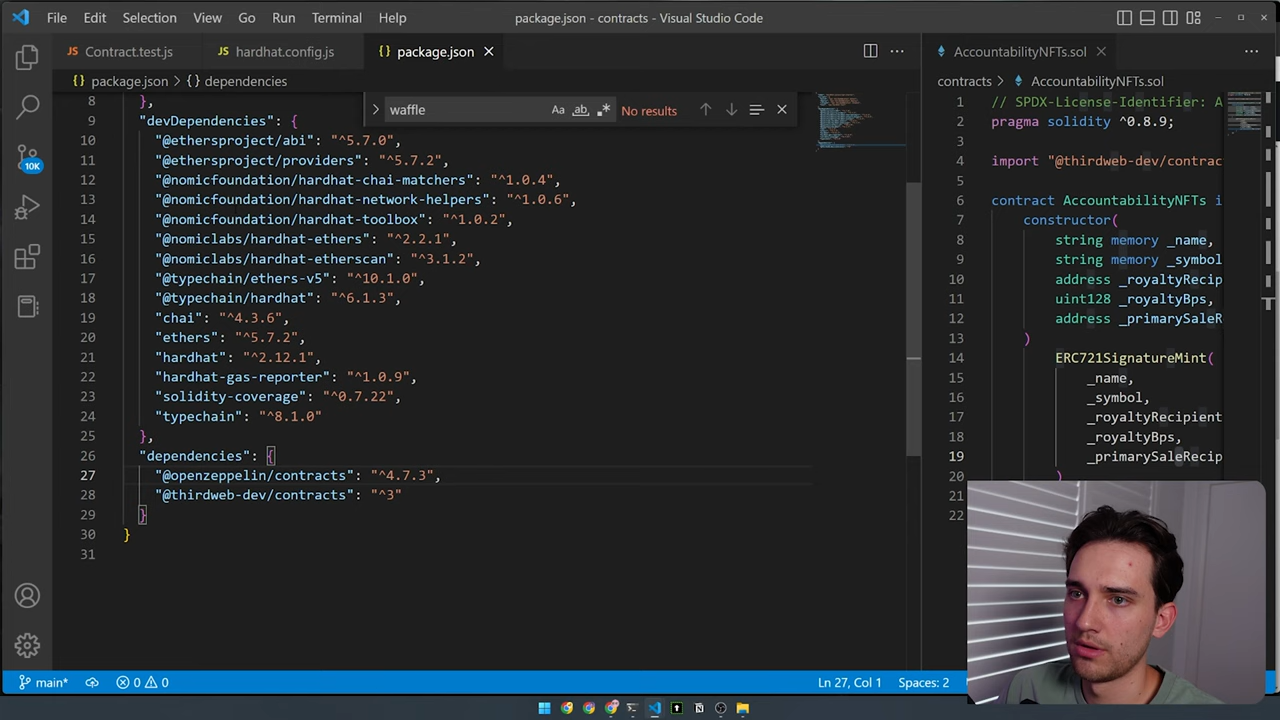 File Edit Selection View Go Run Terminal Help
package.json - contracts - Visual Studio Code
JS Contract.test.js
JS hardhat.config.js
{} package.json
{} package.json > {} dependencies
waffle
Aa ab
No results
8 },
9 "devDependencies": {
10 "@ethersproject/abi": "^5.7.0",
11 "@ethersproject/providers": "^5.7.2",
12 "@nomicfoundation/hardhat-chai-matchers": "^1.0.4",
13 "@nomicfoundation/hardhat-network-helpers": "^1.0.6",
14 "@nomicfoundation/hardhat-toolbox": "^1.0.2",
15 "@nomiclabs/hardhat-ethers": "^2.2.1",
16 "@nomiclabs/hardhat-etherscan": "^3.1.2",
17 "@typechain/ethers-v5": "^10.1.0",
18 "@typechain/hardhat": "^6.1.3",
19 "chai": "^4.3.6",
20 "ethers": "^5.7.2",
21 "hardhat": "^2.12.1",
22 "hardhat-gas-reporter": "^1.0.9",
23 "solidity-coverage": "^0.7.22",
24 "typechain": "^8.1.0"
25 },
26 "dependencies": {
27 "@openzeppelin/contracts": "^4.7.3",
28 "@thirdweb-dev/contracts": "^3"
29 }
30 }
31
AccountabilityNFTs.sol
contracts > AccountabilityNFTs.sol
1 // SPDX-License-Identifier: A
2 pragma solidity ^0.8.9;
3
4 import "@thirdweb-dev/contrac
5
6 contract AccountabilityNFTs i
7 constructor(
8 string memory _name,
9 string memory _symbol
10 address _royaltyRecip
11 uint128 _royaltyBps,
12 address _primarySaleR
13 )
14 ERC721SignatureMint(
15 _name,
16 _symbol,
17 _royaltyRecipient
18 _royaltyBps,
19 _primarySaleRecip
20 )
21
22
10K
main*
0 0
Ln 27, Col 1
Spaces: 2